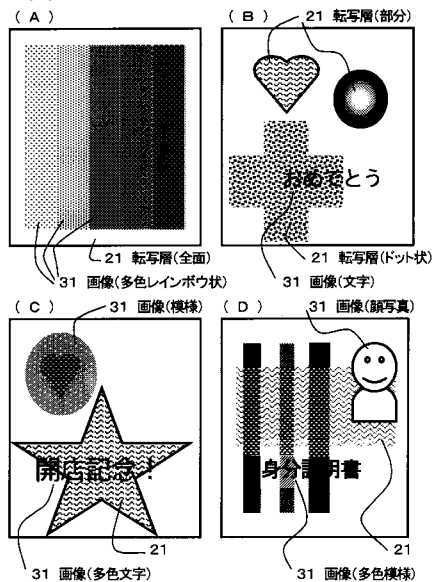 (A)
21 転写層(全面)
31 画像(多色レインボウ状)
(B)
21 転写層(部分)
おめでとう
21 転写層(ドット状)
31 画像(文字)
(C)
31 画像(模様)
開店記念!
21
31 画像(多色文字)
(D)
31 画像(顔写真)
身分証明書
21
31 画像(多色模様)